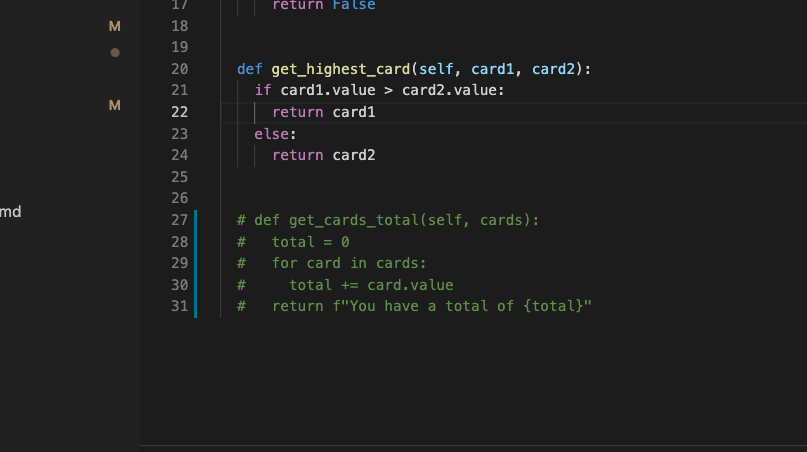 17 return False
M 18
19
20 def get_highest_card(self, card1, card2):
21 if card1.value > card2.value:
M 22 return card1
23 else:
24 return card2
25
26
md 27 # def get_cards_total(self, cards):
28 #   total = 0
29 #   for card in cards:
30 #     total += card.value
31 #   return f"You have a total of {total}"